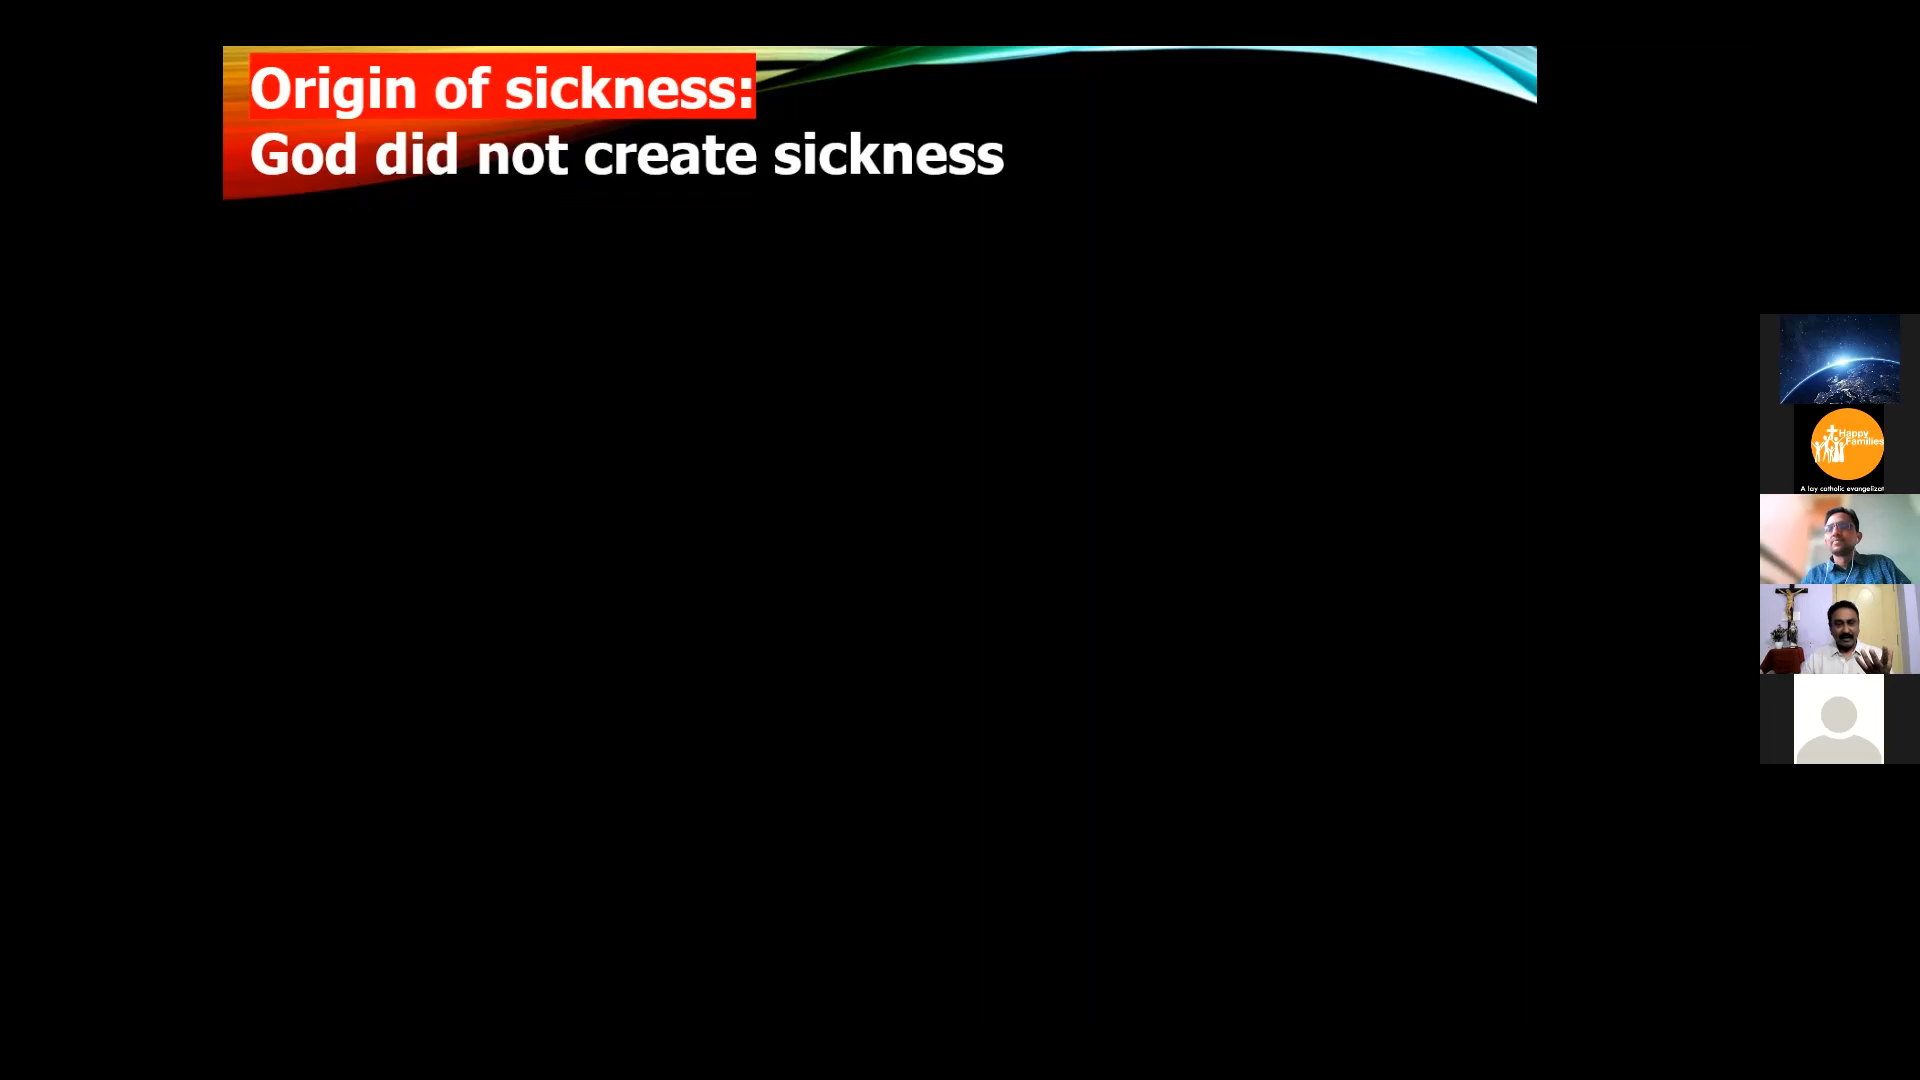 Origin of sickness:
God did not create sickness
Happy
Families
A lay catholic evangelizat